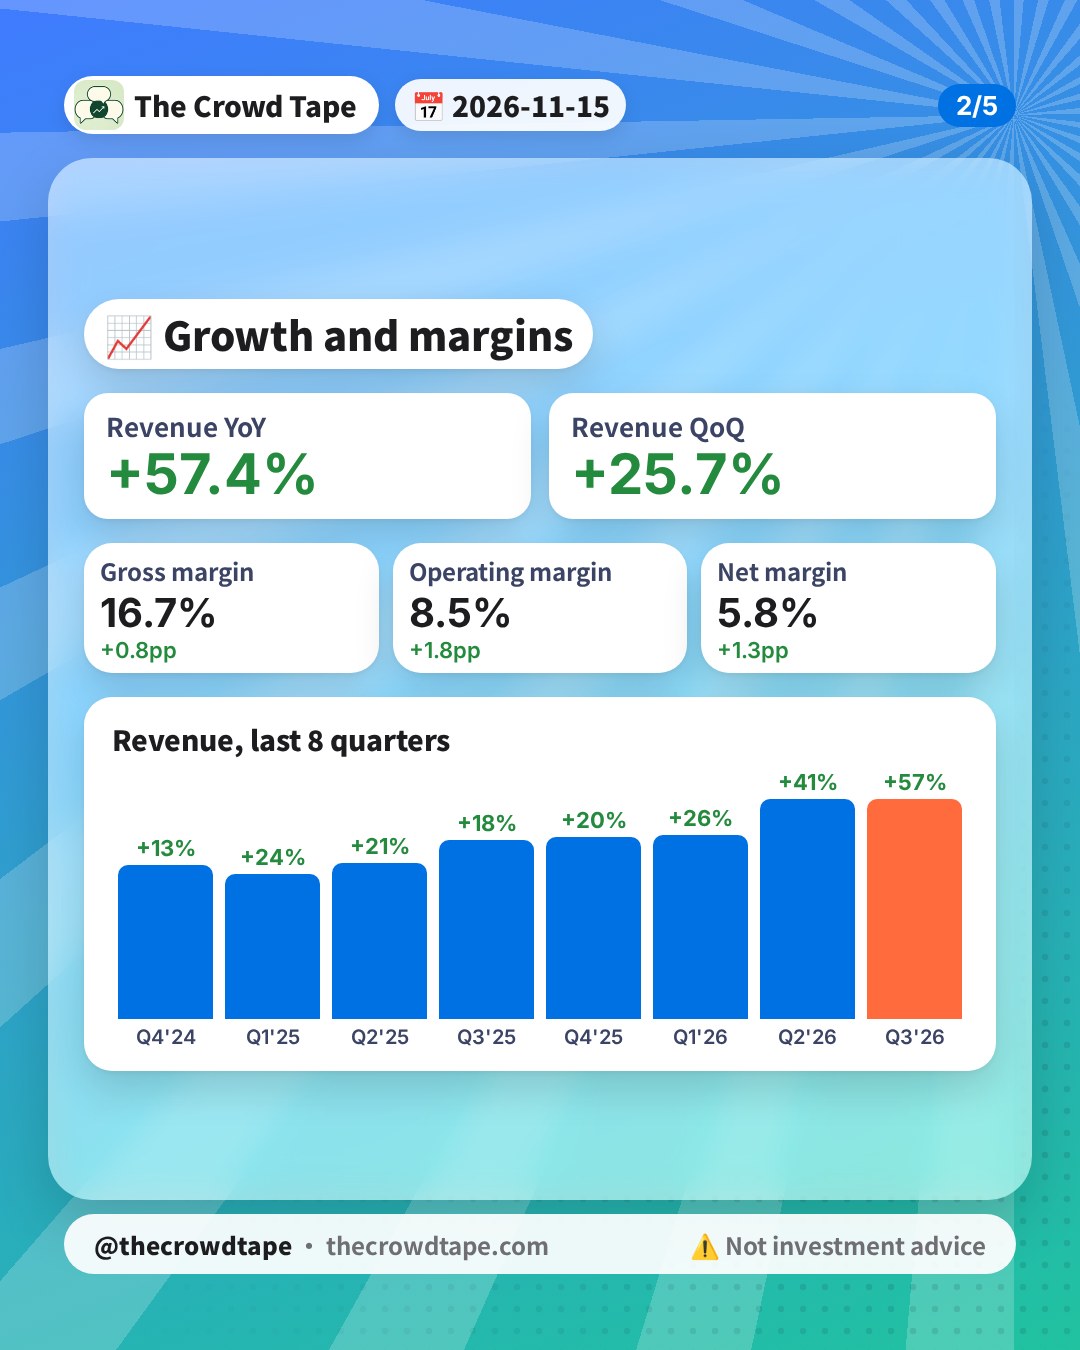 The Crowd Tape
2026-11-15
2/5
Growth and margins
Revenue YoY
+57.4%
Revenue QoQ
+25.7%
Gross margin
16.7%
+0.8pp
Operating margin
8.5%
+1.8pp
Net margin
5.8%
+1.3pp
Revenue, last 8 quarters
+13%
+24%
+21%
+18%
+20%
+26%
+41%
+57%
Q4'24
Q1'25
Q2'25
Q3'25
Q4'25
Q1'26
Q2'26
Q3'26
@thecrowdtape • thecrowdtape.com
Not investment advice